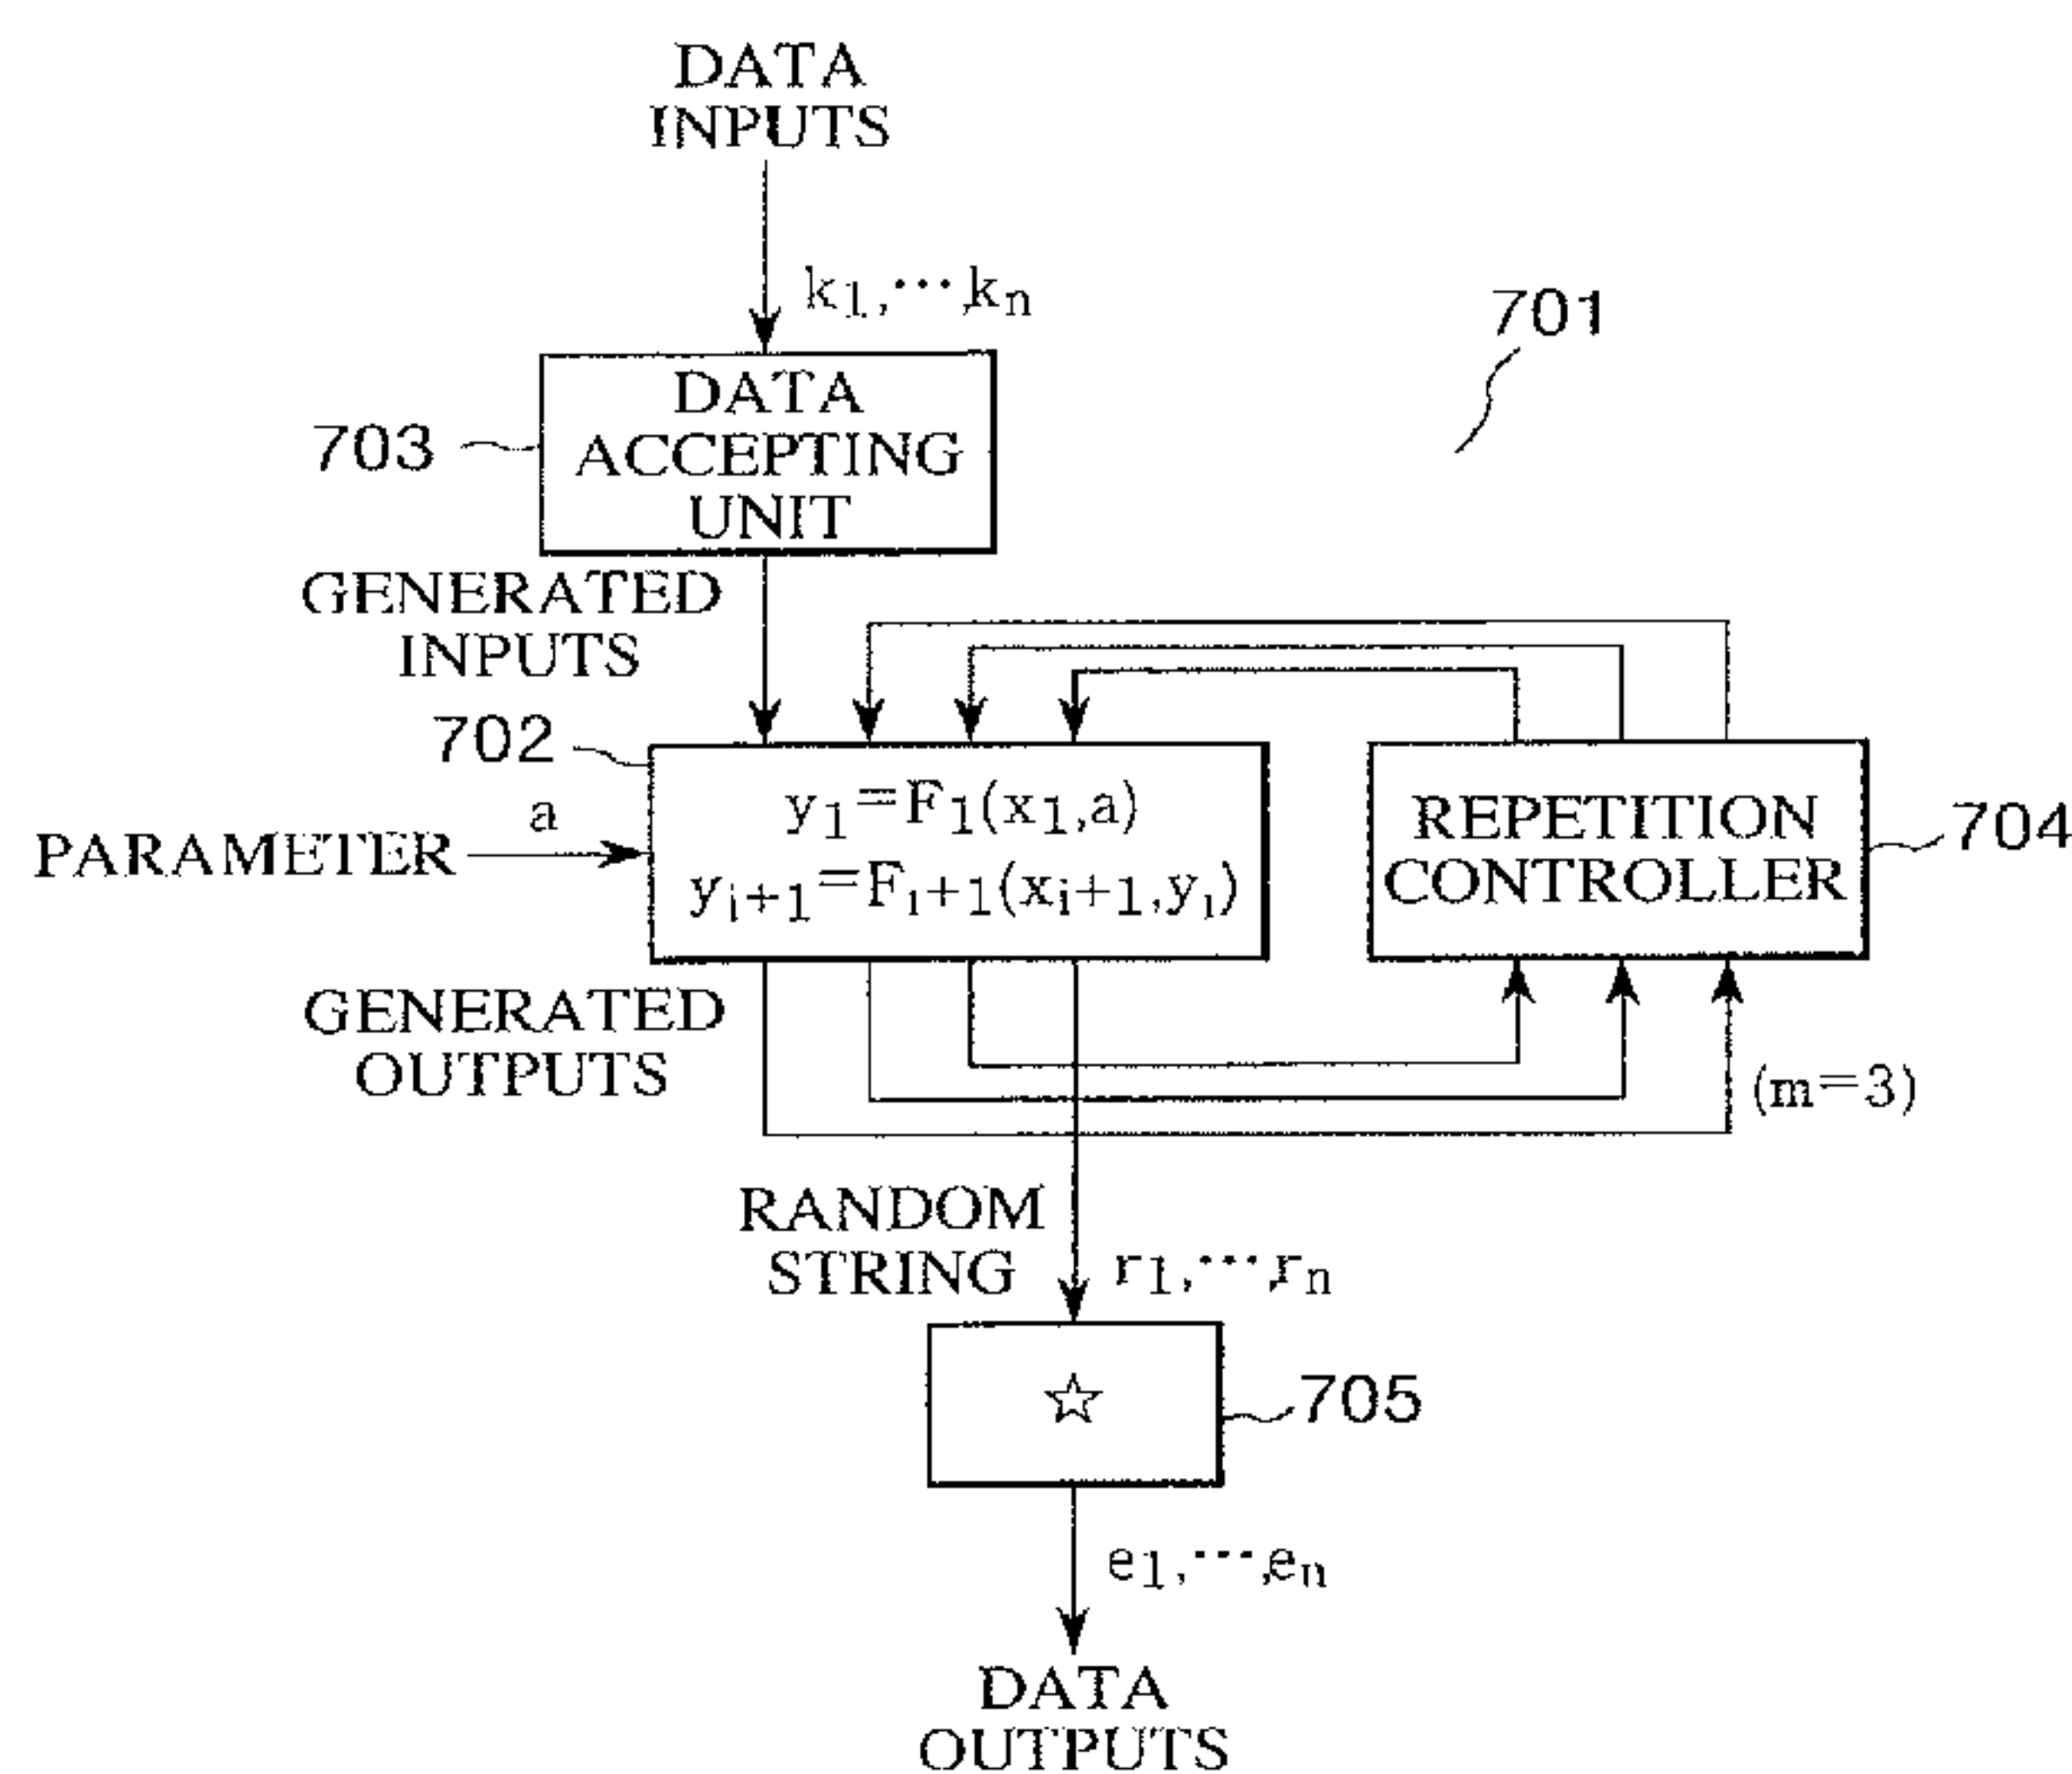 DATA
INPUTS
k1,⋯,kn
701
703
DATA
ACCEPTING
UNIT
GENERATED
INPUTS
702
a
PARAMETER
y1=F1(x1,a)
yi+1=Fi+1(xi+1,yi)
REPETITION
CONTROLLER
704
GENERATED
OUTPUTS
(m=3)
RANDOM
STRING
r1,⋯,rn
☆
705
e1,⋯,en
DATA
OUTPUTS